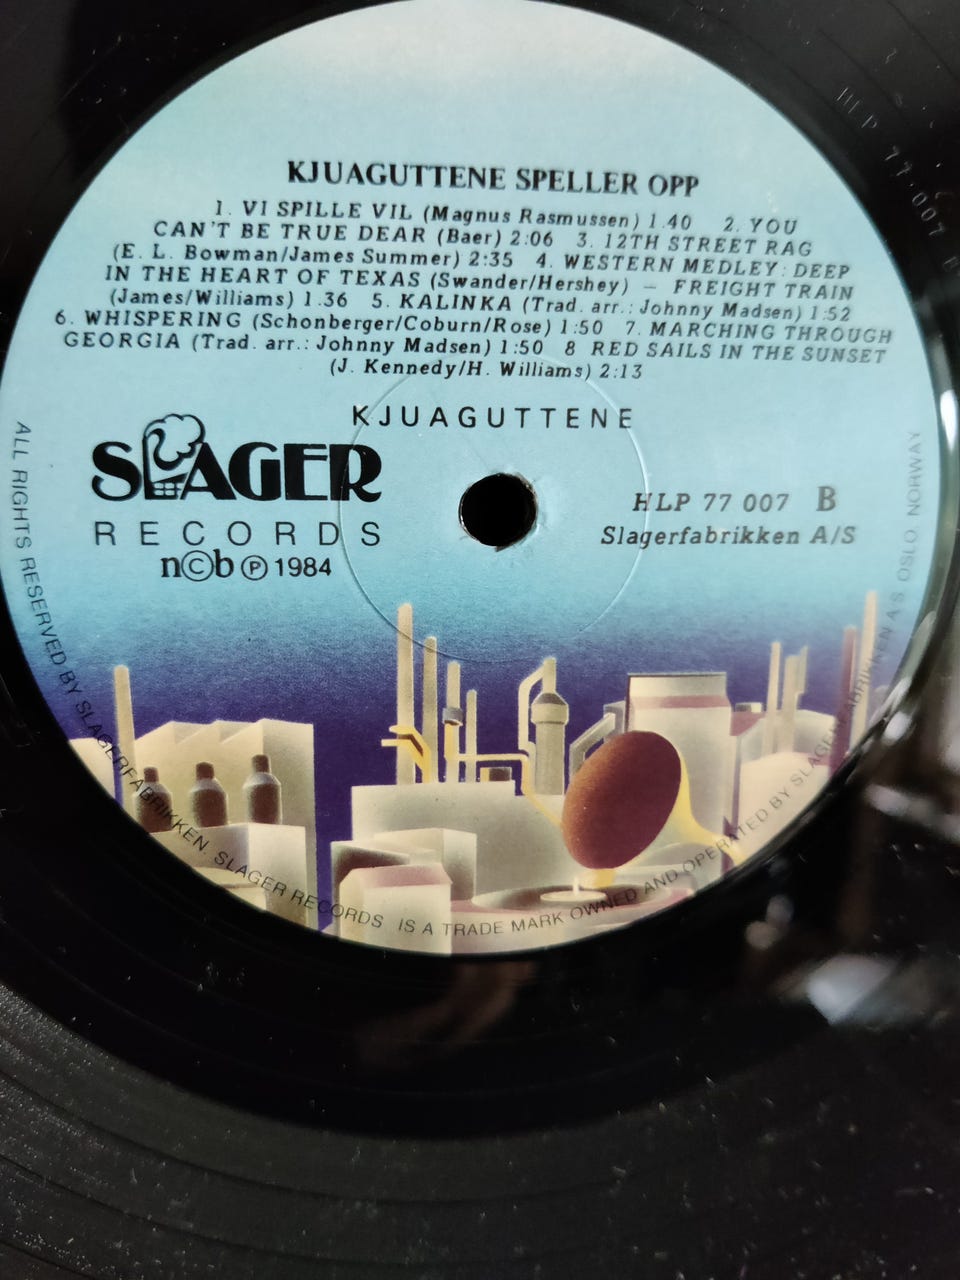 KJUAGUTTENE SPELLER OPP
1. VI SPILLE VIL (Magnus Rasmussen) 1.40 2. YOU
CAN'T BE TRUE DEAR (Baer) 2:06 3. 12TH STREET RAG
(E. L. Bowman/James Summer) 2:35 4. WESTERN MEDLEY: DEEP
IN THE HEART OF TEXAS (Swander/Hershey) – FREIGHT TRAIN
(James/Williams) 1.36 5. KALINKA (Trad. arr.: Johnny Madsen) 1:52
6. WHISPERING (Schonberger/Coburn/Rose) 1:50 7. MARCHING THROUGH
GEORGIA (Trad. arr.: Johnny Madsen) 1:50 8 RED SAILS IN THE SUNSET
(J. Kennedy/H. Williams) 2:13
KJUAGUTTENE
SLAGER
RECORDS
n©b ℗ 1984
HLP 77 007 B
Slagerfabrikken A/S
ALL RIGHTS RESERVED BY SLAGERFABRIKKEN. SLAGER RECORDS IS A TRADE MARK OWNED AND OPERATED BY SLAGERFABRIKKEN A/S OSLO, NORWAY
HLP 77.007